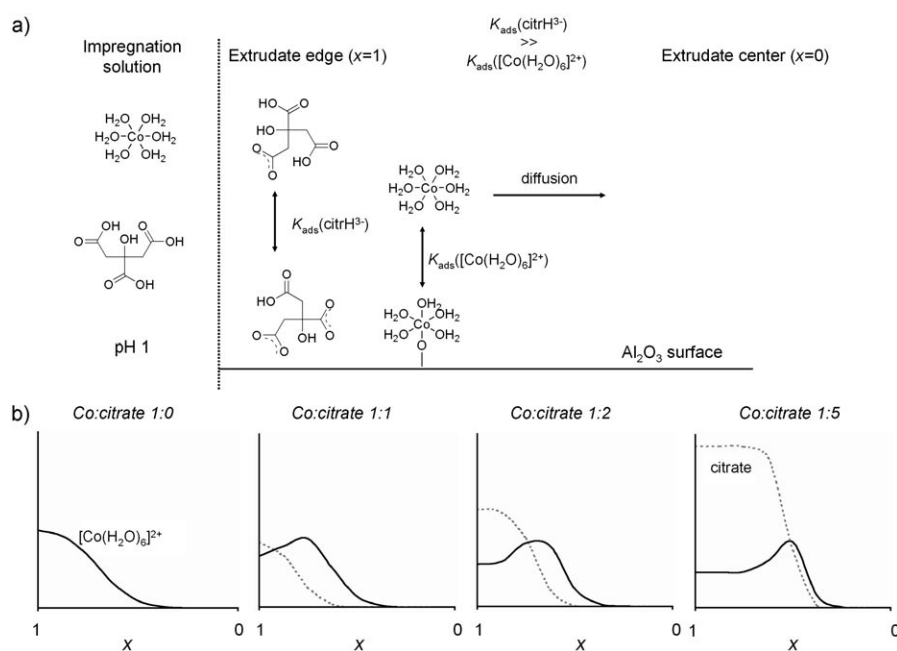 a)
Impregnation
solution
Extrudate edge (x=1)
Kads(citrH3-)
>>
Kads([Co(H2O)6]2+)
Extrudate center (x=0)
H2O OH2
H2O-Co-OH2
H2O OH2
HO O
HO
O
O
HO
O
H2O OH2
H2O-Co-OH2
H2O OH2
diffusion
Kads(citrH3-)
Kads([Co(H2O)6]2+)
O OH
OH O
HO
OH
O
OH
O
HO
O
O
OH
O
O
OH2
H2O OH2
Co
H2O OH2
O
pH 1
Al2O3 surface
b)
Co:citrate 1:0
Co:citrate 1:1
Co:citrate 1:2
Co:citrate 1:5
[Co(H2O)6]2+
citrate
1 0
x
1 0
x
1 0
x
1 0
x